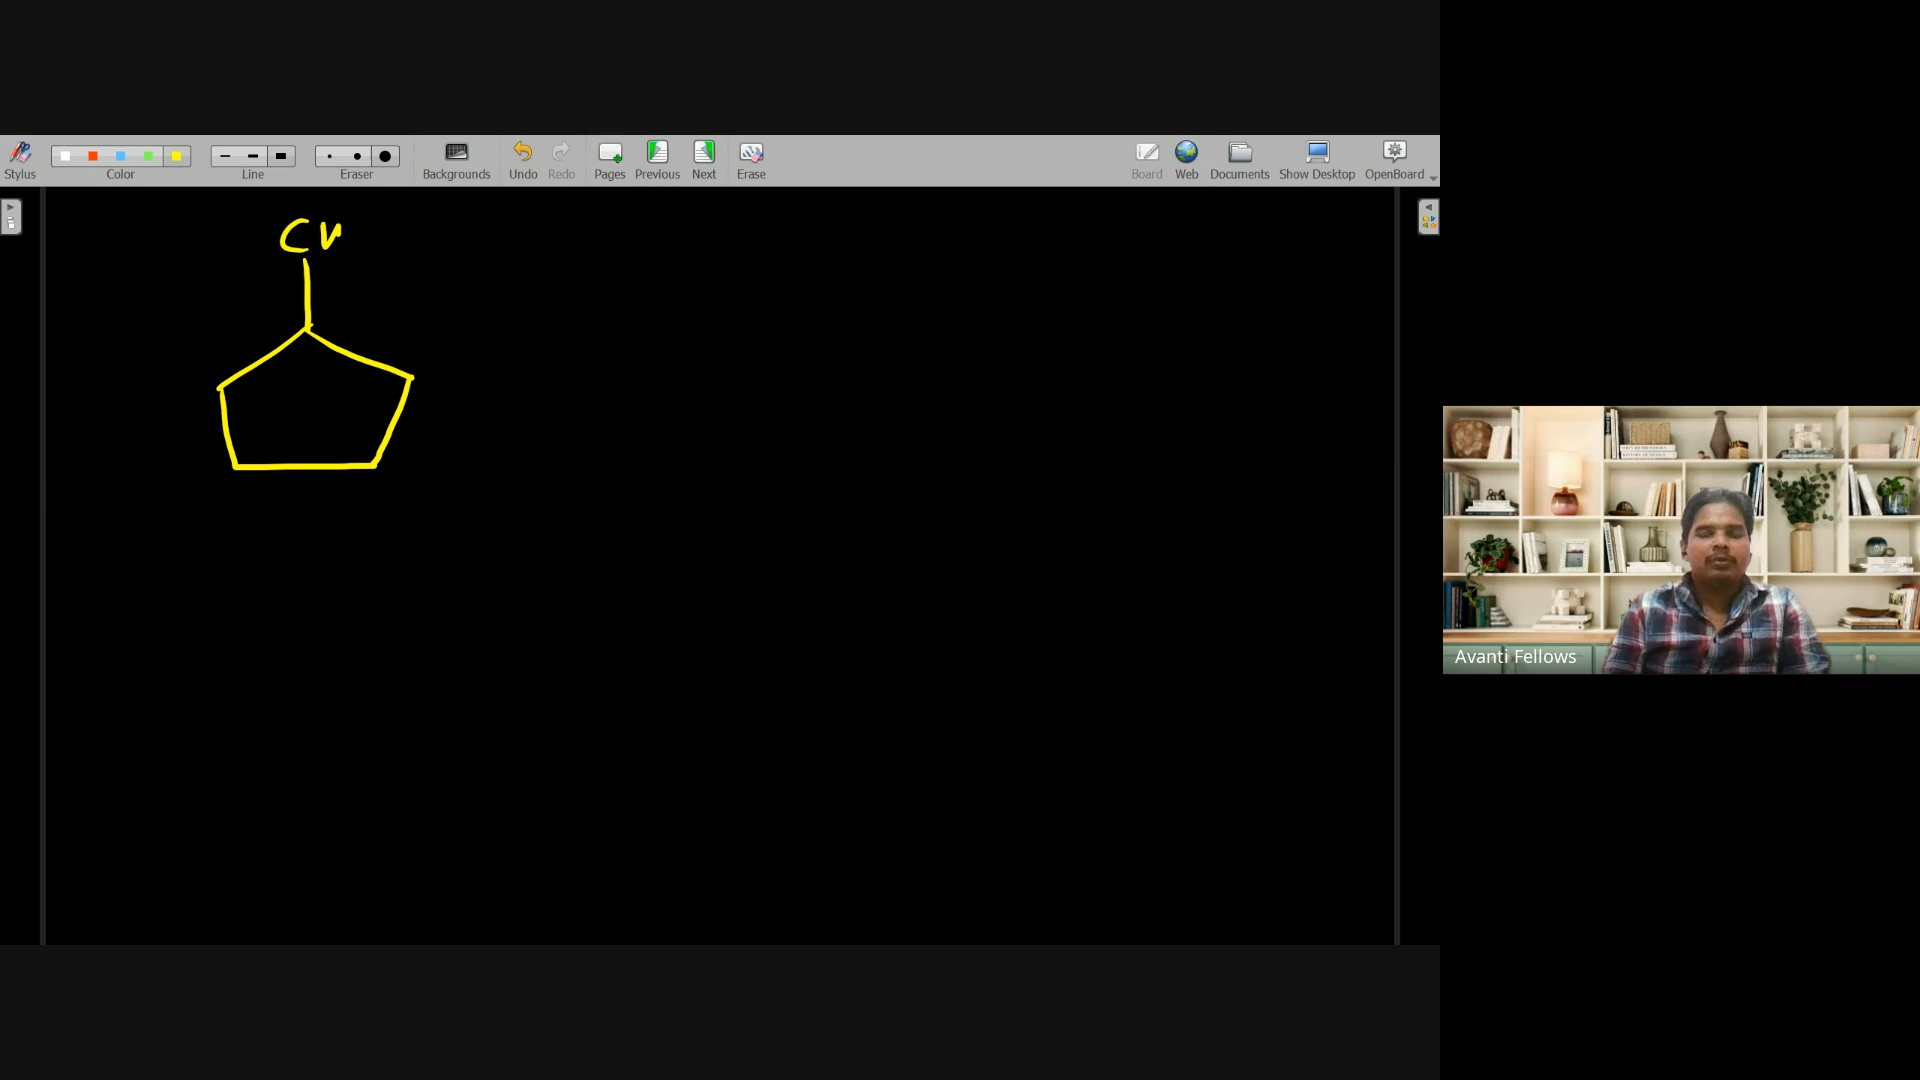 Stylus
Color
Line
Eraser
Backgrounds
Undo
Redo
Pages
Previous
Next
Erase
Board
Web
Documents
Show Desktop
OpenBoard
Avanti Fellows